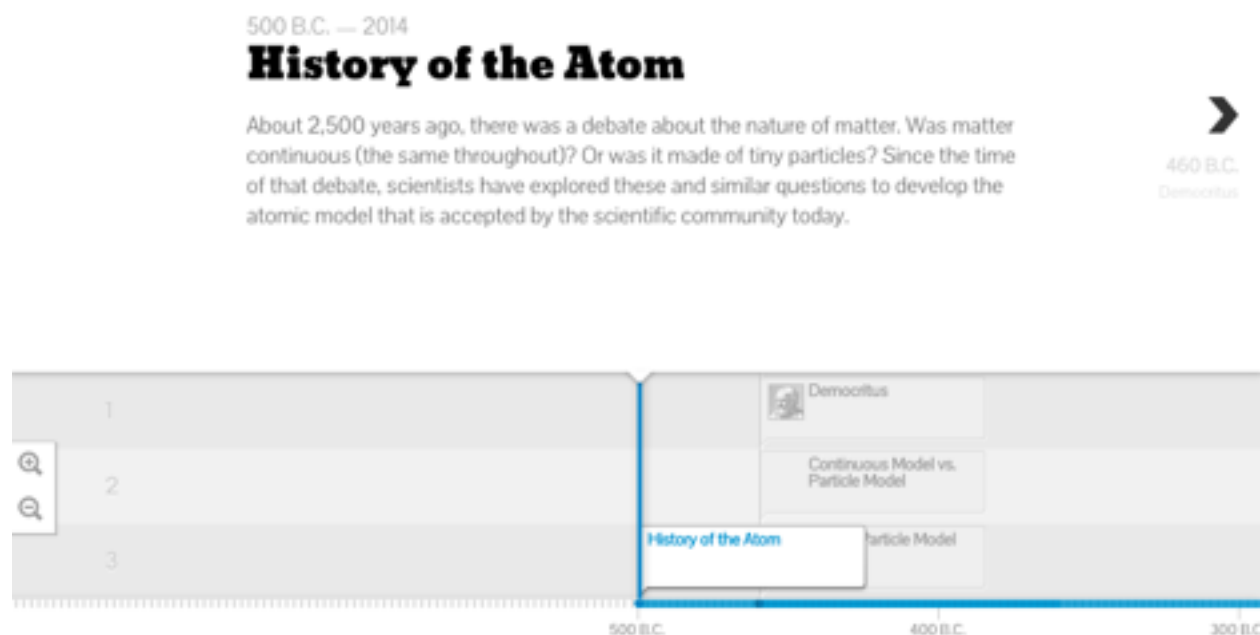 500 B.C. — 2014
History of the Atom
About 2,500 years ago, there was a debate about the nature of matter. Was matter
continuous (the same throughout)? Or was it made of tiny particles? Since the time
of that debate, scientists have explored these and similar questions to develop the
atomic model that is accepted by the scientific community today.
460 B.C.
Democritus
1
Democritus
2
Continuous Model vs.
Particle Model
3
History of the Atom
Particle Model
500 B.C.
400 B.C.
300 B.C.